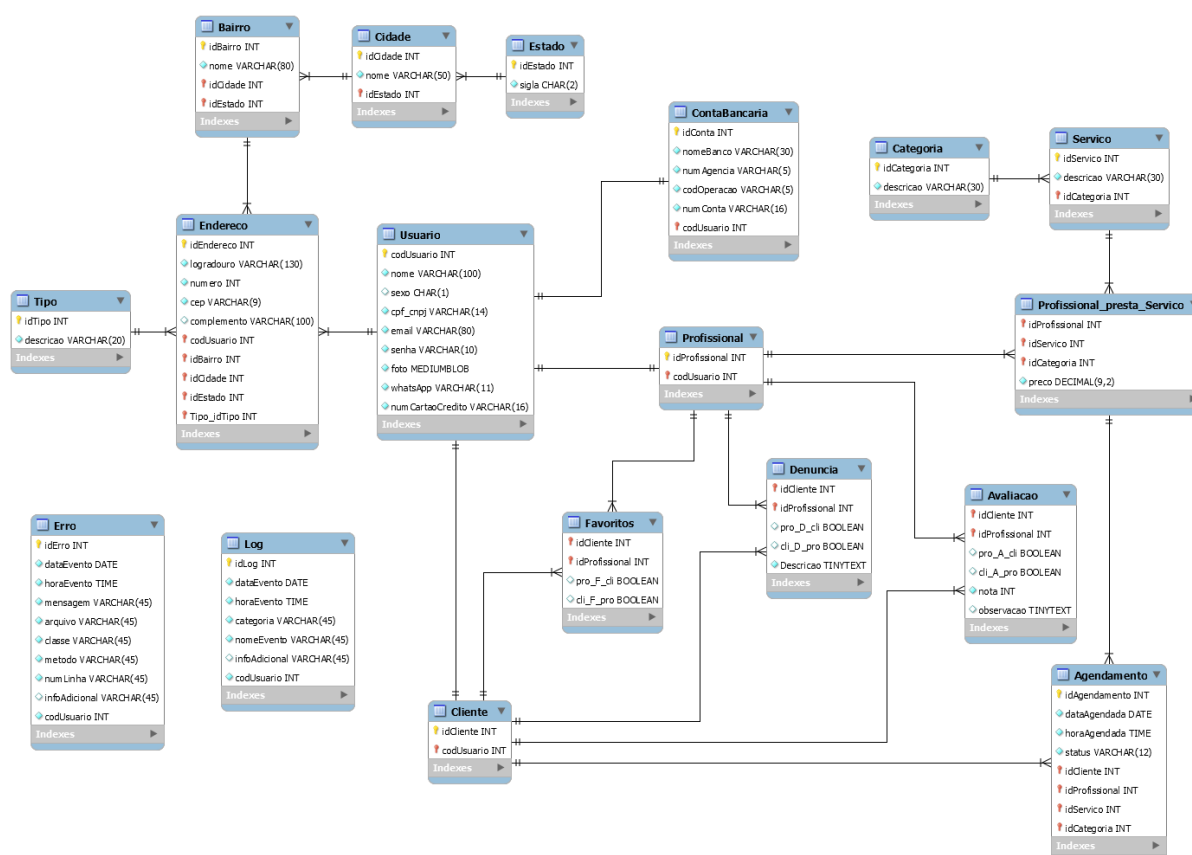 Bairro
idBairro INT
nome VARCHAR(80)
idCidade INT
idEstado INT
Indexes
Cidade
idCidade INT
nome VARCHAR(50)
idEstado INT
Indexes
Estado
idEstado INT
sigla CHAR(2)
Indexes
ContaBancaria
idConta INT
nomeBanco VARCHAR(30)
numAgencia VARCHAR(5)
codOperacao VARCHAR(5)
numConta VARCHAR(16)
codUsuario INT
Indexes
Categoria
idCategoria INT
descricao VARCHAR(30)
Indexes
Servico
idServico INT
descricao VARCHAR(30)
idCategoria INT
Indexes
Tipo
idTipo INT
descricao VARCHAR(20)
Indexes
Endereco
idEndereco INT
logradouro VARCHAR(130)
numero INT
cep VARCHAR(9)
complemento VARCHAR(100)
codUsuario INT
idBairro INT
idCidade INT
idEstado INT
Tipo_idTipo INT
Indexes
Usuario
codUsuario INT
nome VARCHAR(100)
sexo CHAR(1)
cpf_cnpj VARCHAR(14)
email VARCHAR(80)
senha VARCHAR(10)
foto MEDIUMBLOB
whatsApp VARCHAR(11)
numCartaoCredito VARCHAR(16)
Indexes
Profissional
idProfissional INT
codUsuario INT
Indexes
Profissional_presta_Servico
idProfissional INT
idServico INT
idCategoria INT
preco DECIMAL(9,2)
Indexes
Erro
idErro INT
dataEvento DATE
horaEvento TIME
mensagem VARCHAR(45)
arquivo VARCHAR(45)
classe VARCHAR(45)
metodo VARCHAR(45)
numLinha VARCHAR(45)
infoAdicional VARCHAR(45)
codUsuario INT
Indexes
Log
idLog INT
dataEvento DATE
horaEvento TIME
categoria VARCHAR(45)
nomeEvento VARCHAR(45)
infoAdicional VARCHAR(45)
codUsuario INT
Indexes
Favoritos
idCliente INT
idProfissional INT
pro_F_cli BOOLEAN
cli_F_pro BOOLEAN
Indexes
Denuncia
idCliente INT
idProfissional INT
pro_D_cli BOOLEAN
cli_D_pro BOOLEAN
Descricao TINYTEXT
Indexes
Avaliacao
idCliente INT
idProfissional INT
pro_A_cli BOOLEAN
cli_A_pro BOOLEAN
nota INT
observacao TINYTEXT
Indexes
Cliente
idCliente INT
codUsuario INT
Indexes
Agendamento
idAgendamento INT
dataAgendada DATE
horaAgendada TIME
status VARCHAR(12)
idCliente INT
idProfissional INT
idServico INT
idCategoria INT
Indexes